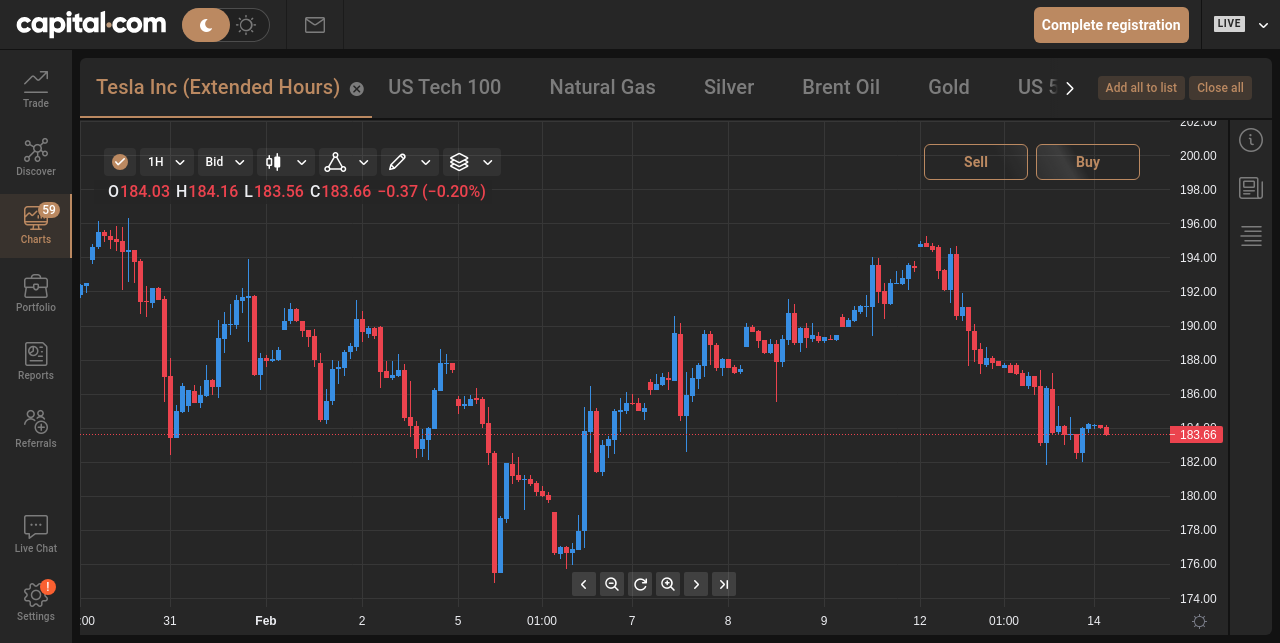 capital.com
Complete registration
LIVE
Trade
Discover
59
Charts
Portfolio
Reports
Referrals
Live Chat
!
Settings
Tesla Inc (Extended Hours)
US Tech 100
Natural Gas
Silver
Brent Oil
Gold
US 5
Add all to list
Close all
1H
Bid
Sell
Buy
O184.03 H184.16 L183.56 C183.66 −0.37 (−0.20%)
202.00
200.00
198.00
196.00
194.00
192.00
190.00
188.00
186.00
184.00
183.66
182.00
180.00
178.00
176.00
174.00
:00 31 Feb 2 5 01:00 7 8 9 12 01:00 14